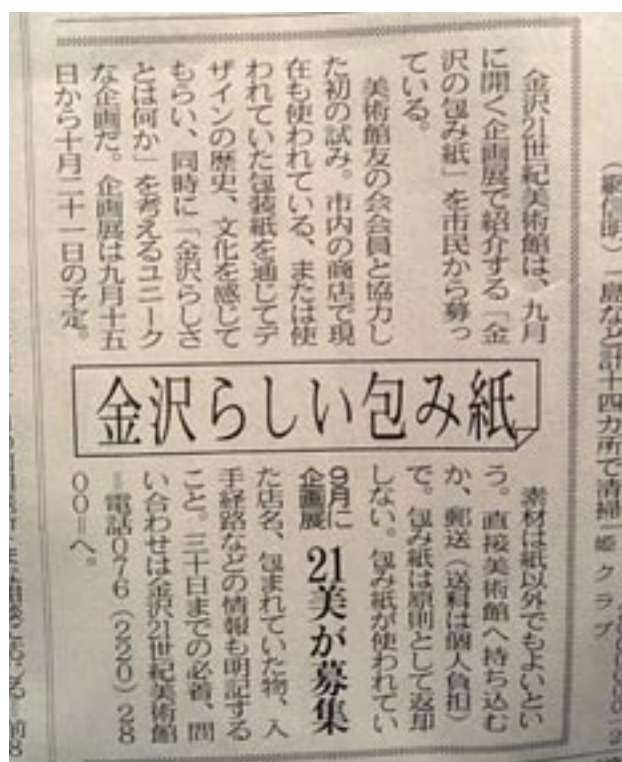 島など計十四カ所で清掃
クラブ
金沢21世紀美術館は、九月
に開く企画展で紹介する「金
沢の包み紙」を市民から募っ
ている。
美術館友の会会員と協力し
た初の試み。市内の商店で現
在も使われている、または使
われていた包装紙を通じてデ
ザインの歴史、文化を感じて
もらい、同時に「金沢らしさ
とは何か」を考えるユニーク
な企画だ。企画展は九月十五
日から十月二十一日の予定。
金沢らしい包み紙
9月に
企画展
21美が募集
素材は紙以外でもよいとい
う。直接美術館へ持ち込む
か、郵送（送料は個人負担）
で。包み紙は原則として返却
しない。包み紙が使われてい
た店名、包まれていた物、入
手経路などの情報も明記する
こと。三十日までの必着。問
い合わせは金沢21世紀美術館
=電話076（220）28
00=へ。